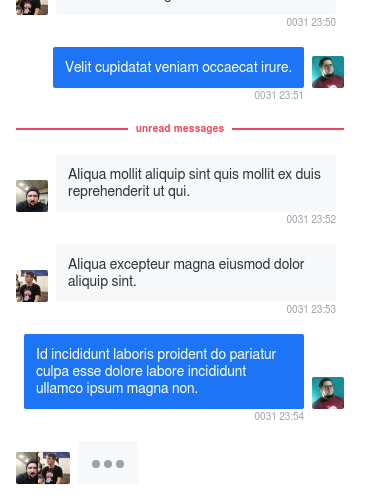 0031 23:50
Velit cupidatat veniam occaecat irure.
0031 23:51
unread messages
Aliqua mollit aliquip sint quis mollit ex duis
reprehenderit ut qui.
0031 23:52
Aliqua excepteur magna eiusmod dolor
aliquip sint.
0031 23:53
Id incididunt laboris proident do pariatur
culpa esse dolore labore incididunt
ullamco ipsum magna non.
0031 23:54